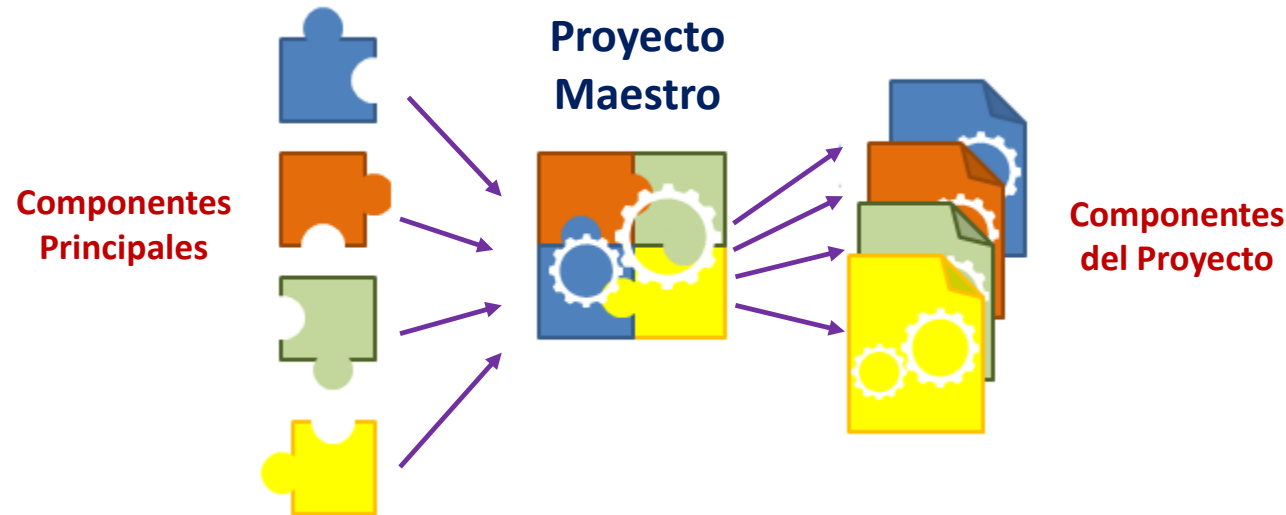 Proyecto
Maestro
Componentes
Principales
Componentes
del Proyecto